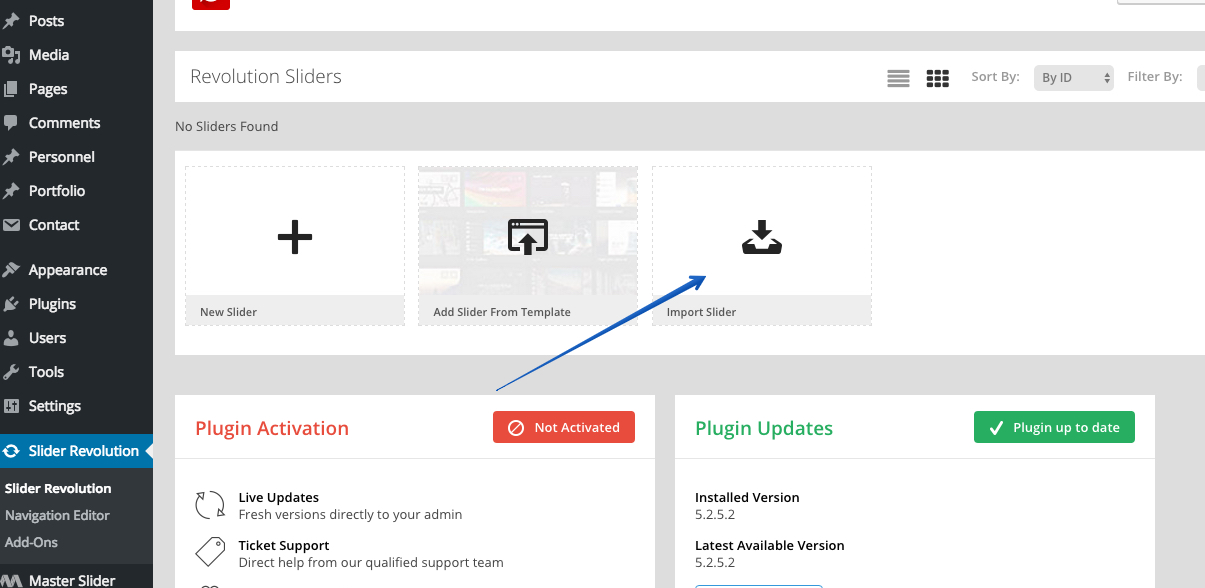 Posts
Media
Pages
Comments
Personnel
Portfolio
Contact
Appearance
Plugins
Users
Tools
Settings
Slider Revolution
Slider Revolution
Navigation Editor
Add-Ons
Master Slider
Revolution Sliders
Sort By: By ID Filter By:
No Sliders Found
New Slider
Add Slider From Template
Import Slider
Plugin Activation
Not Activated
Live Updates
Fresh versions directly to your admin
Ticket Support
Direct help from our qualified support team
Plugin Updates
Plugin up to date
Installed Version
5.2.5.2
Latest Available Version
5.2.5.2